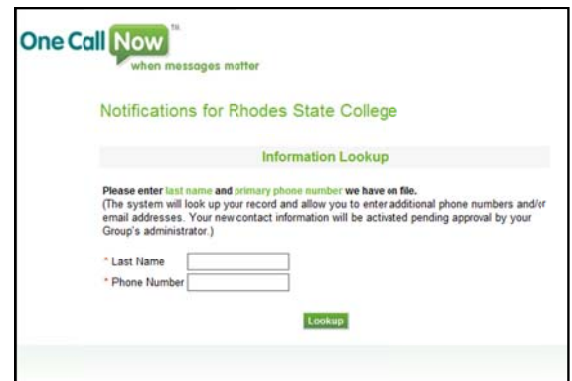 One Call Now TM
when messages matter
Notifications for Rhodes State College
Information Lookup
Please enter last name and primary phone number we have on file.
(The system will look up your record and allow you to enter additional phone numbers and/or
email addresses. Your new contact information will be activated pending approval by your
Group's administrator.)
* Last Name
* Phone Number
Lookup